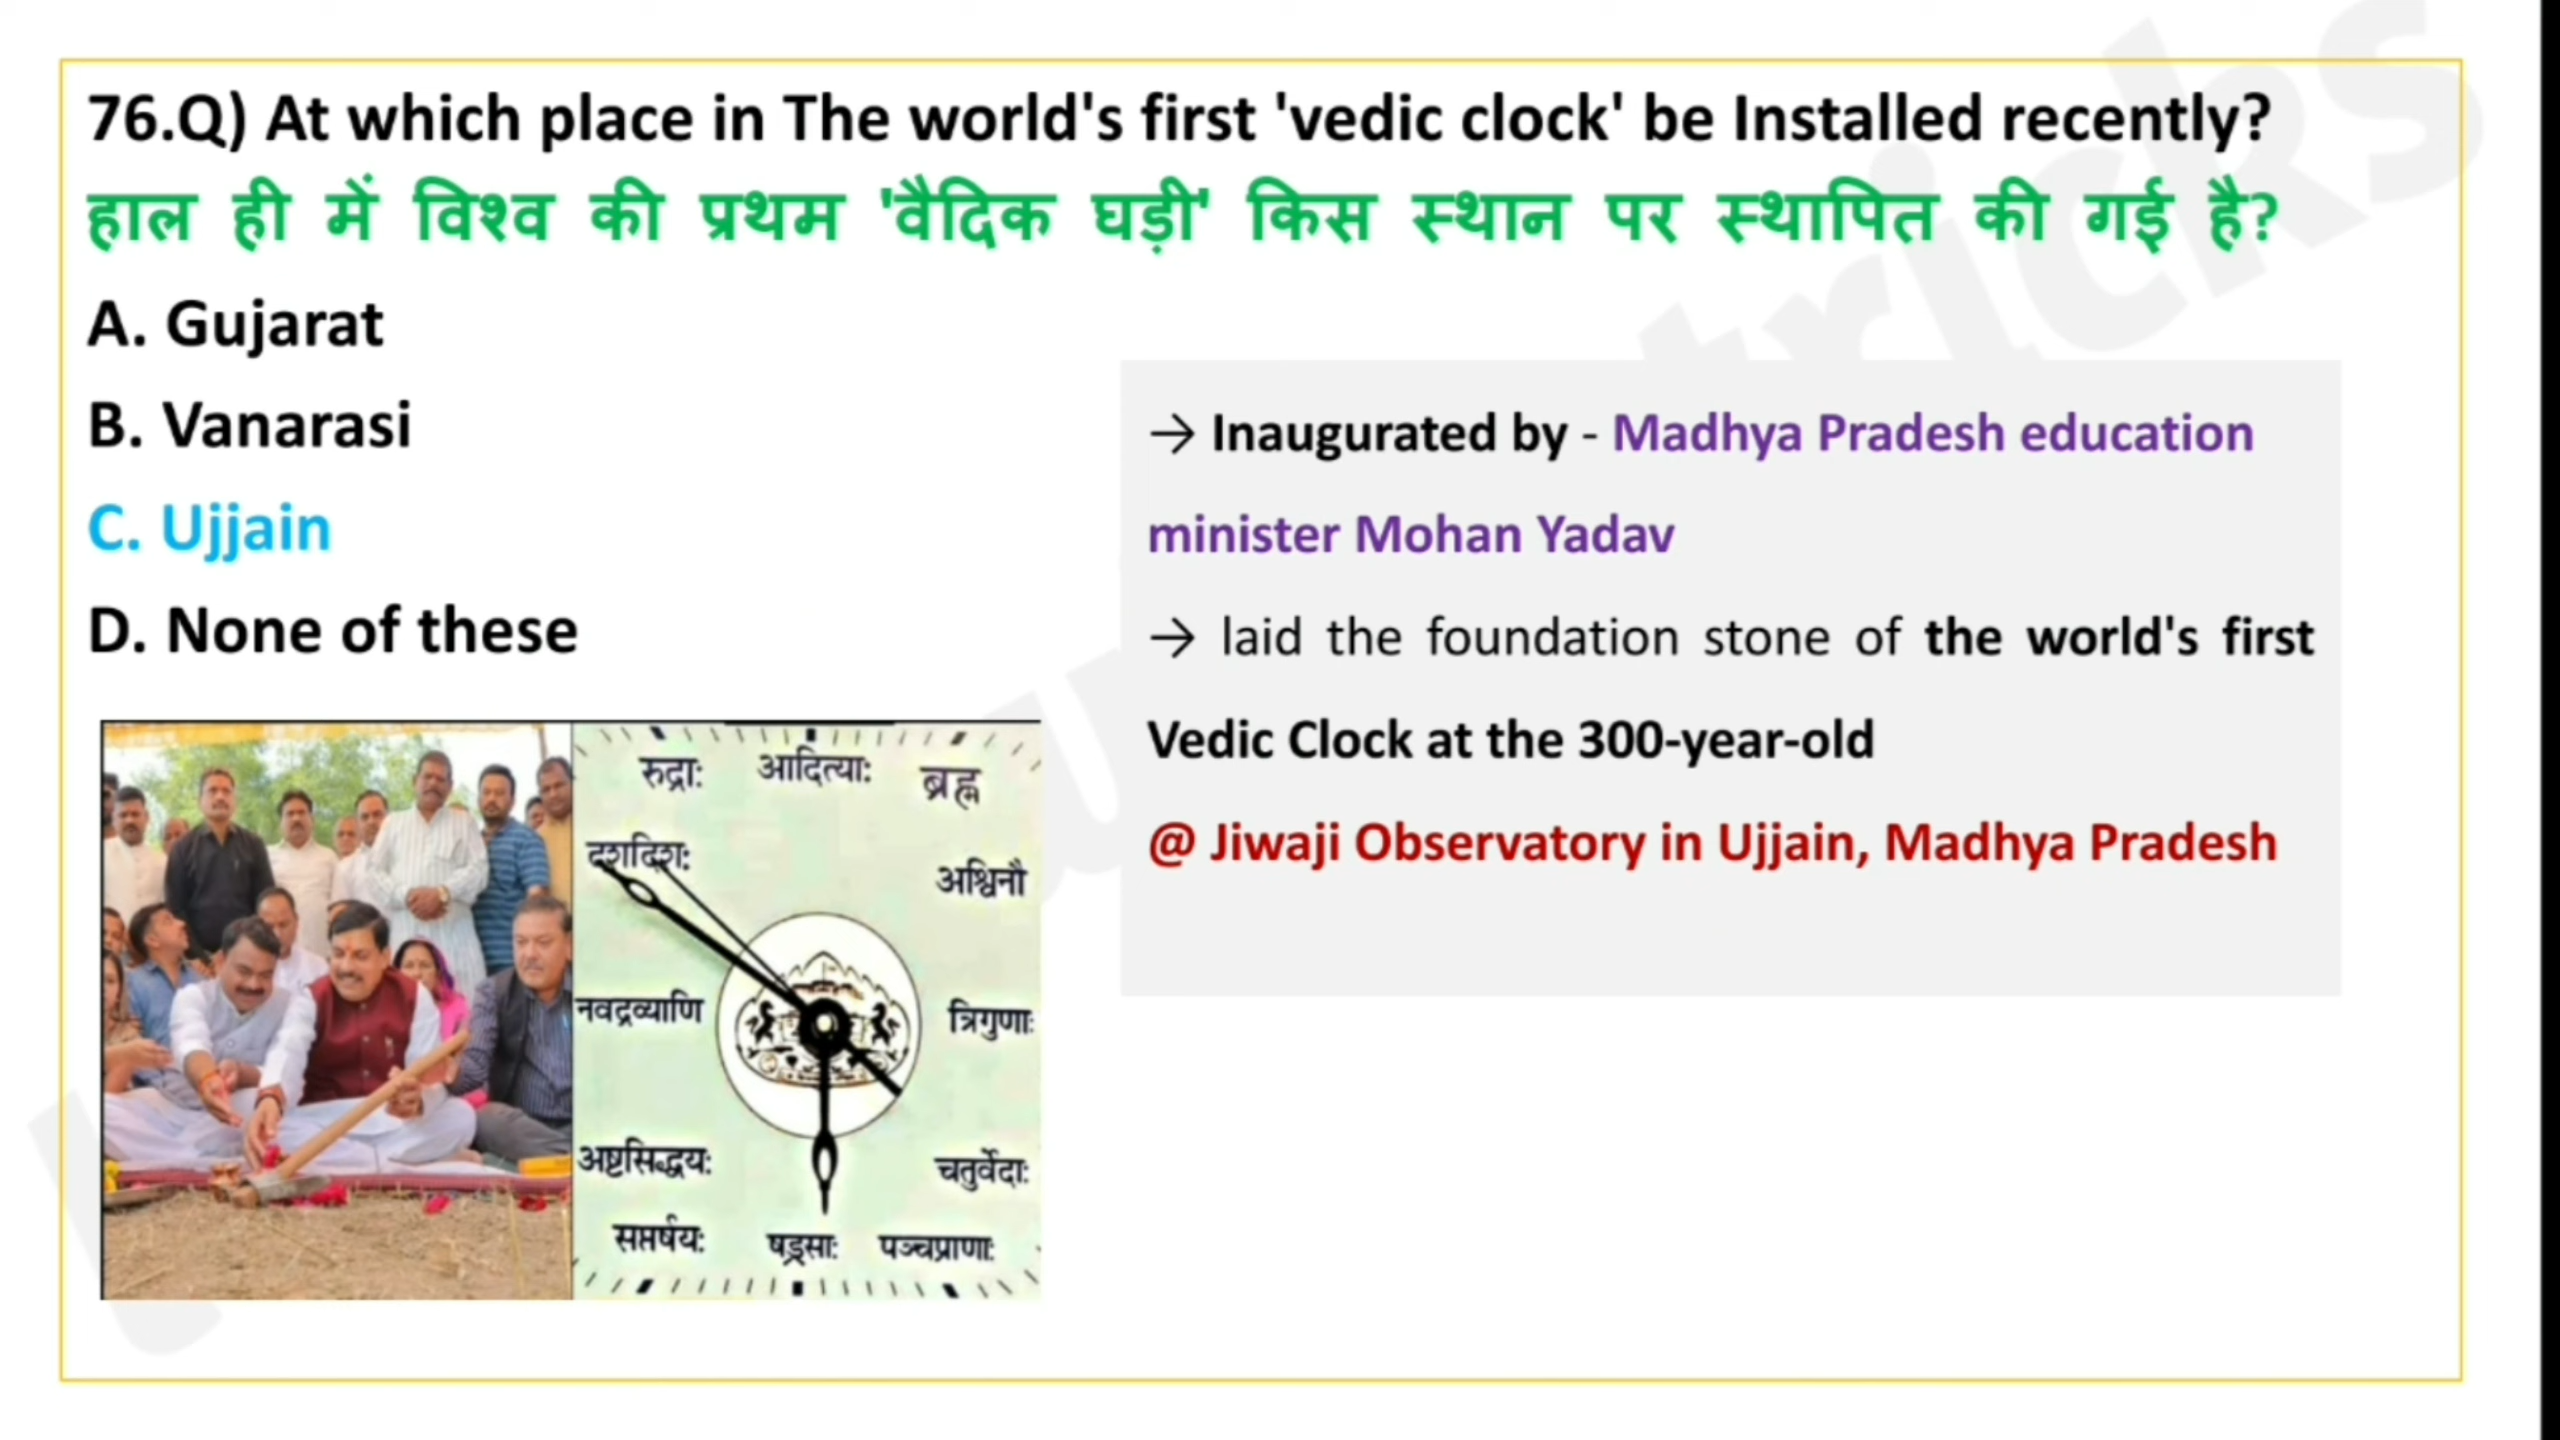 76.Q) At which place in The world's first 'vedic clock' be Installed recently?
हाल ही में विश्व की प्रथम 'वैदिक घड़ी' किस स्थान पर स्थापित की गई है?
A. Gujarat
B. Vanarasi
C. Ujjain
D. None of these
→ Inaugurated by - Madhya Pradesh education
minister Mohan Yadav
→ laid the foundation stone of the world's first
Vedic Clock at the 300-year-old
@ Jiwaji Observatory in Ujjain, Madhya Pradesh
रुद्राः आदित्याः ब्रह्म
दशदिशः अश्विनौ
नवद्रव्याणि त्रिगुणाः
अष्टसिद्धयः चतुर्वेदाः
सप्तर्षयः षड्रसाः पञ्चप्राणाः
tricks